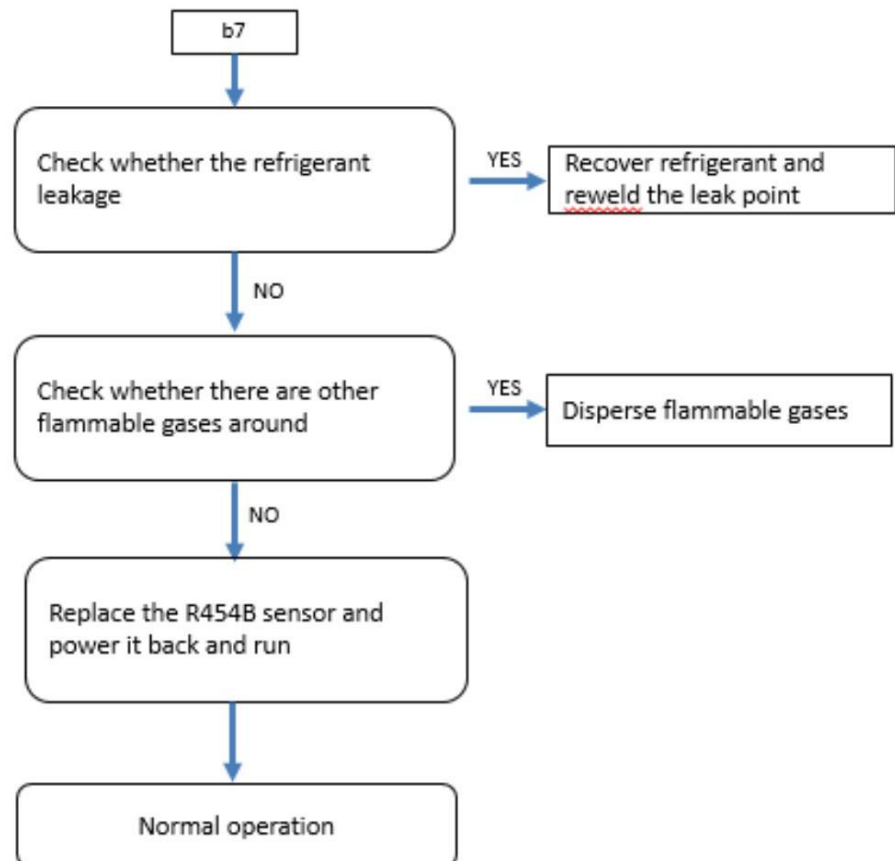 b7
Check whether the refrigerant
leakage
YES
Recover refrigerant and
reweld the leak point
NO
Check whether there are other
flammable gases around
YES
Disperse flammable gases
NO
Replace the R454B sensor and
power it back and run
Normal operation